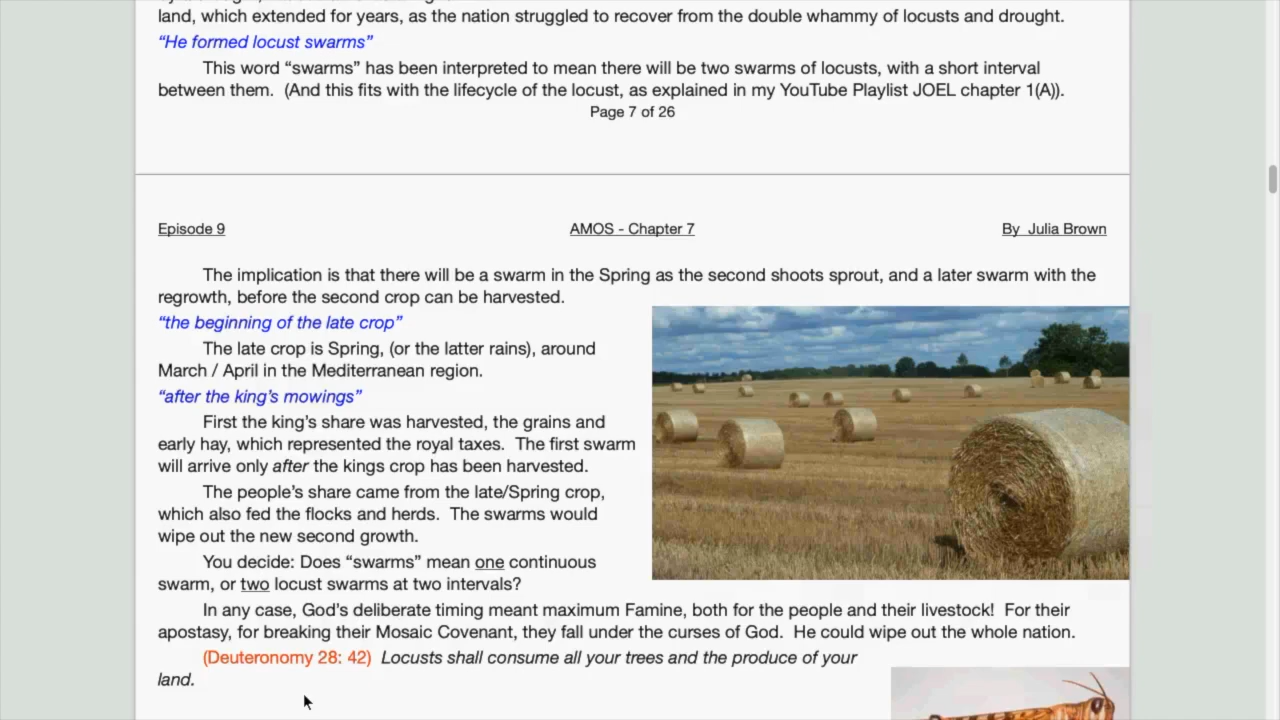 land, which extended for years, as the nation struggled to recover from the double whammy of locusts and drought.
“He formed locust swarms”
This word “swarms” has been interpreted to mean there will be two swarms of locusts, with a short interval
between them.  (And this fits with the lifecycle of the locust, as explained in my YouTube Playlist JOEL chapter 1(A)).
Page 7 of 26
Episode 9 AMOS - Chapter 7 By  Julia Brown
The implication is that there will be a swarm in the Spring as the second shoots sprout, and a later swarm with the
regrowth, before the second crop can be harvested.
“the beginning of the late crop”
The late crop is Spring, (or the latter rains), around
March / April in the Mediterranean region.
“after the king’s mowings”
First the king’s share was harvested, the grains and
early hay, which represented the royal taxes.  The first swarm
will arrive only after the kings crop has been harvested.
The people’s share came from the late/Spring crop,
which also fed the flocks and herds.  The swarms would
wipe out the new second growth.
You decide: Does “swarms” mean one continuous
swarm, or two locust swarms at two intervals?
In any case, God’s deliberate timing meant maximum Famine, both for the people and their livestock!  For their
apostasy, for breaking their Mosaic Covenant, they fall under the curses of God.  He could wipe out the whole nation.
(Deuteronomy 28: 42)  Locusts shall consume all your trees and the produce of your
land.